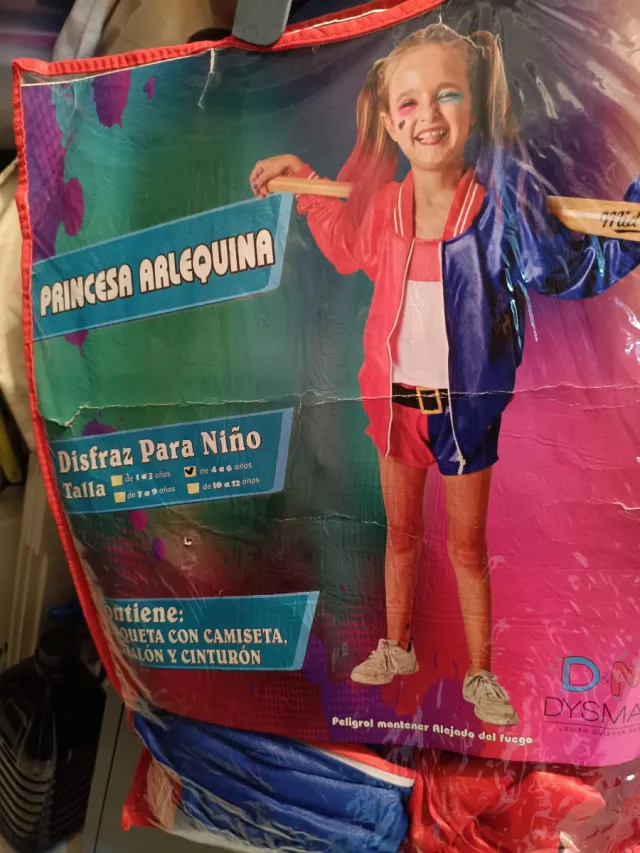 PRINCESA ARLEQUINA
Disfraz Para Niño
Talla
de 1 a 3 años
de 4 a 6 años
de 7 a 9 años
de 10 a 12 años
ontiene:
QUETA CON CAMISETA,
ALÓN Y CINTURÓN
Peligro! mantener Alejado del fuego
D&N
DYSMA